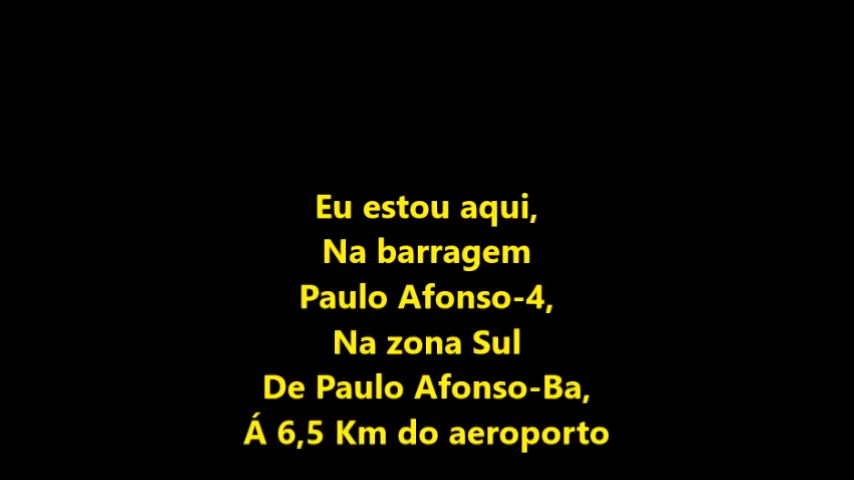 Eu estou aqui,
Na barragem
Paulo Afonso-4,
Na zona Sul
De Paulo Afonso-Ba,
Á 6,5 Km do aeroporto